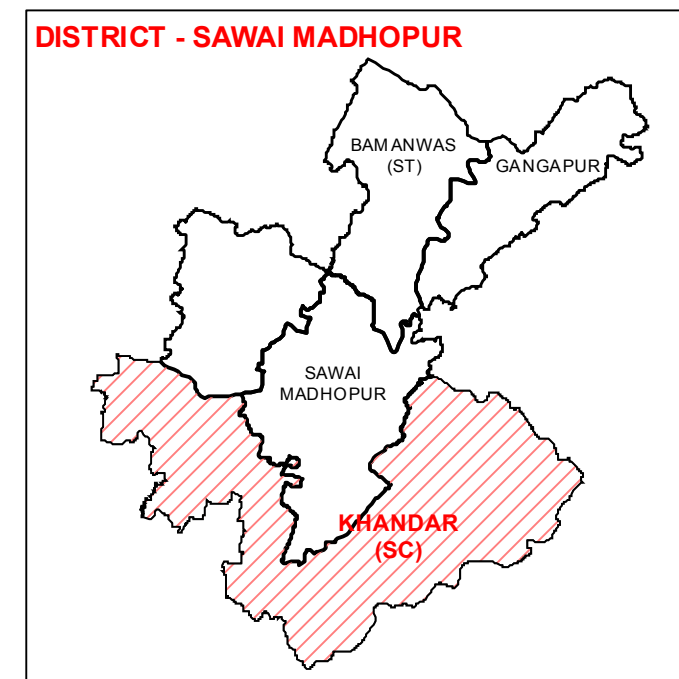 DISTRICT - SAWAI MADHOPUR
BAMANWAS
(ST)
GANGAPUR
SAWAI
MADHOPUR
KHANDAR
(SC)